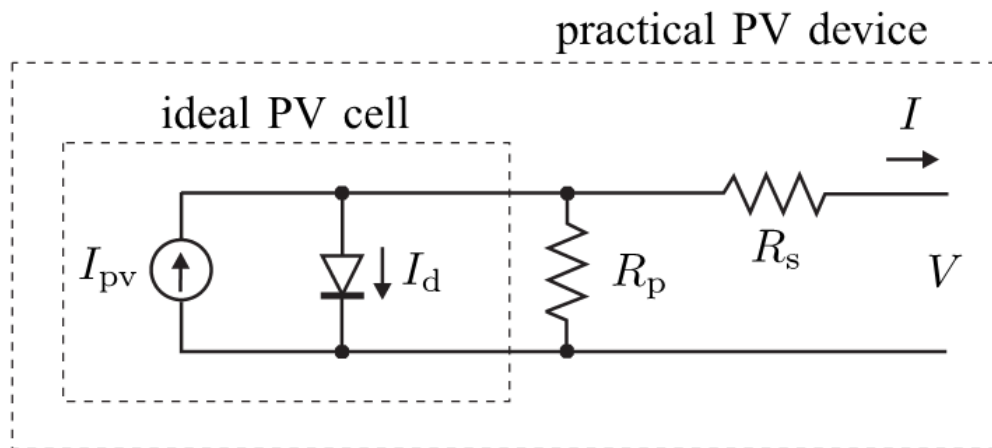 practical PV device
ideal PV cell
I
I_pv
I_d
R_p
R_s
V